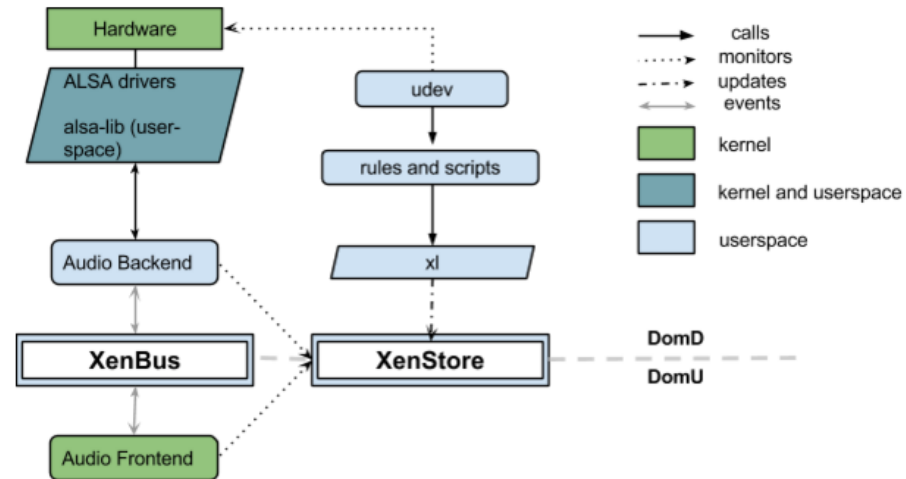 Hardware
ALSA drivers
alsa-lib (user-
space)
Audio Backend
XenBus
Audio Frontend
udev
rules and scripts
xl
XenStore
calls
monitors
updates
events
kernel
kernel and userspace
userspace
DomD
DomU